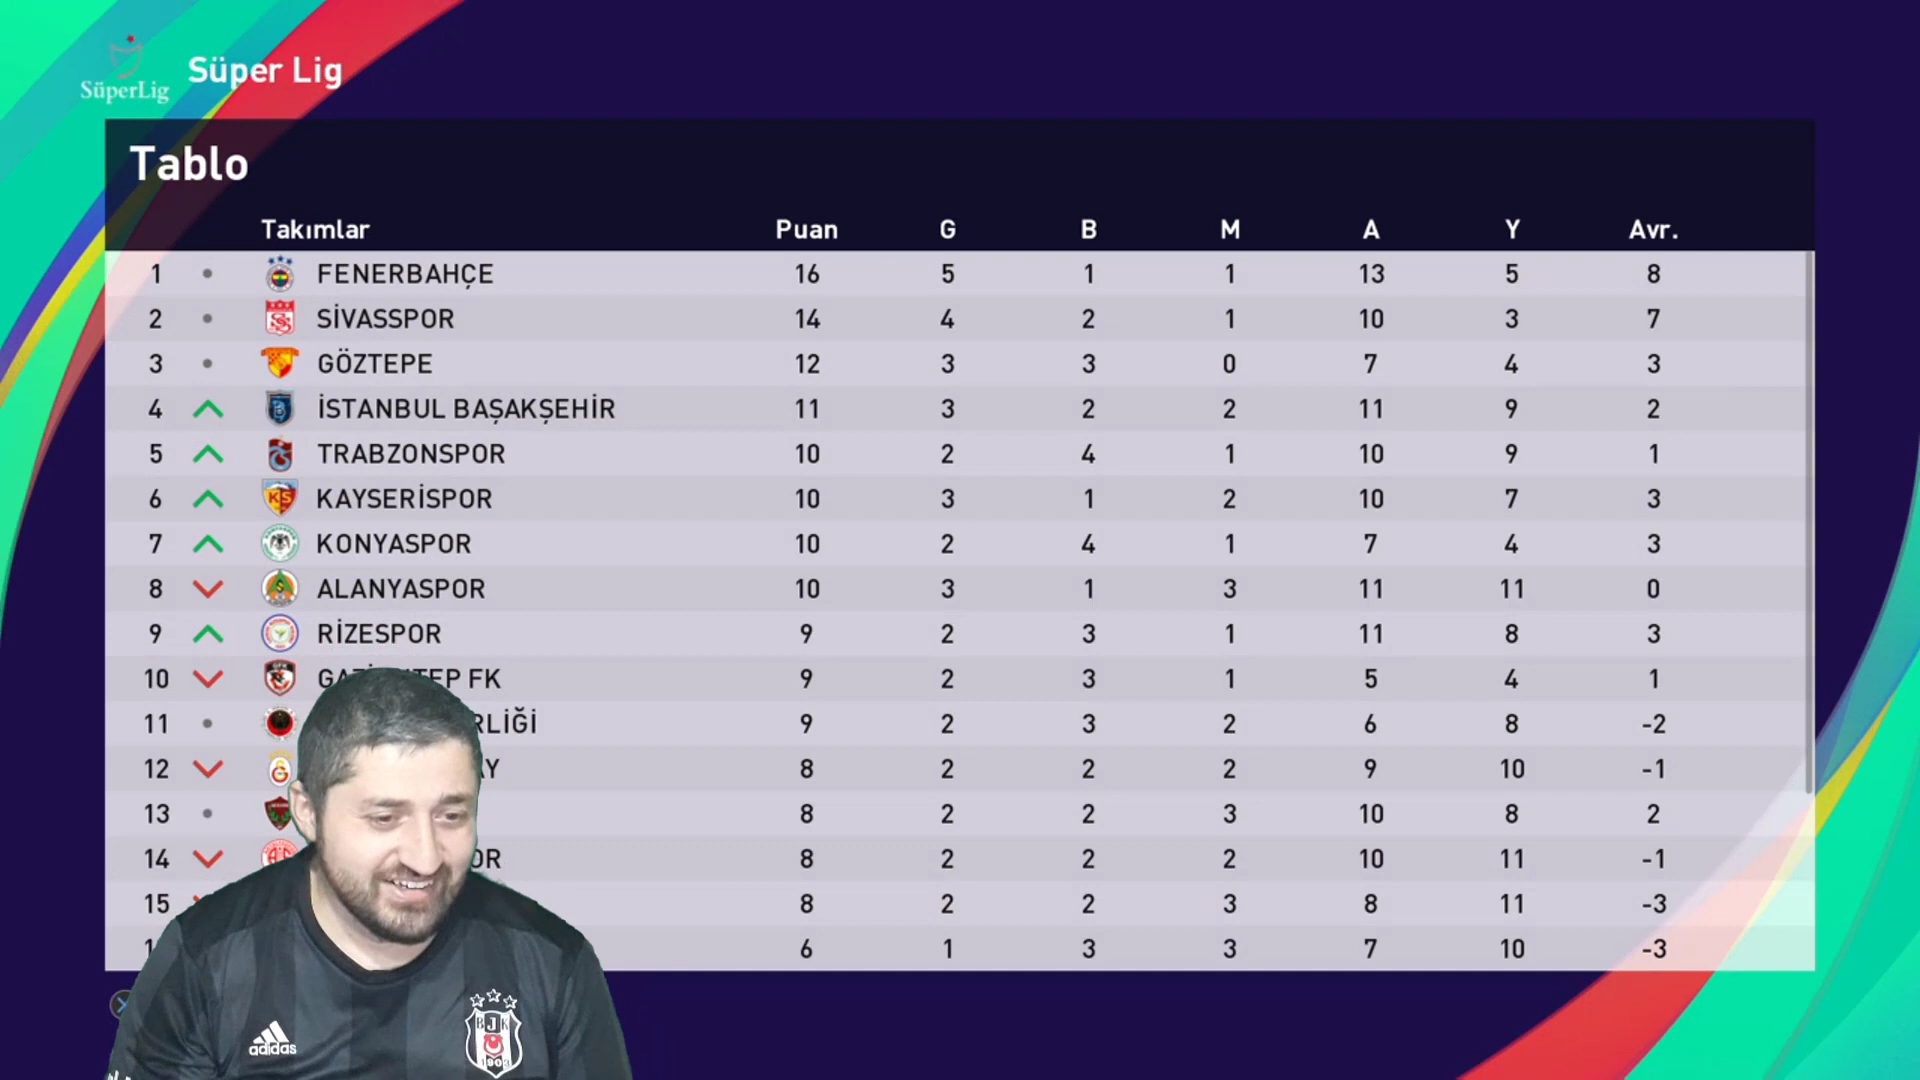 SüperLig Süper Lig
Tablo
Takımlar Puan G B M A Y Avr.
1 FENERBAHÇE 16 5 1 1 13 5 8
2 SİVASSPOR 14 4 2 1 10 3 7
3 GÖZTEPE 12 3 3 0 7 4 3
4 İSTANBUL BAŞAKŞEHİR 11 3 2 2 11 9 2
5 TRABZONSPOR 10 2 4 1 10 9 1
6 KAYSERİSPOR 10 3 1 2 10 7 3
7 KONYASPOR 10 2 4 1 7 4 3
8 ALANYASPOR 10 3 1 3 11 11 0
9 RİZESPOR 9 2 3 1 11 8 3
10 FK 9 2 3 1 5 4 1
11 9 2 3 2 6 8 -2
12 8 2 2 2 9 10 -1
13 8 2 2 3 10 8 2
14 8 2 2 2 10 11 -1
15 8 2 2 3 8 11 -3
6 1 3 3 7 10 -3
adidas
BJK
1903